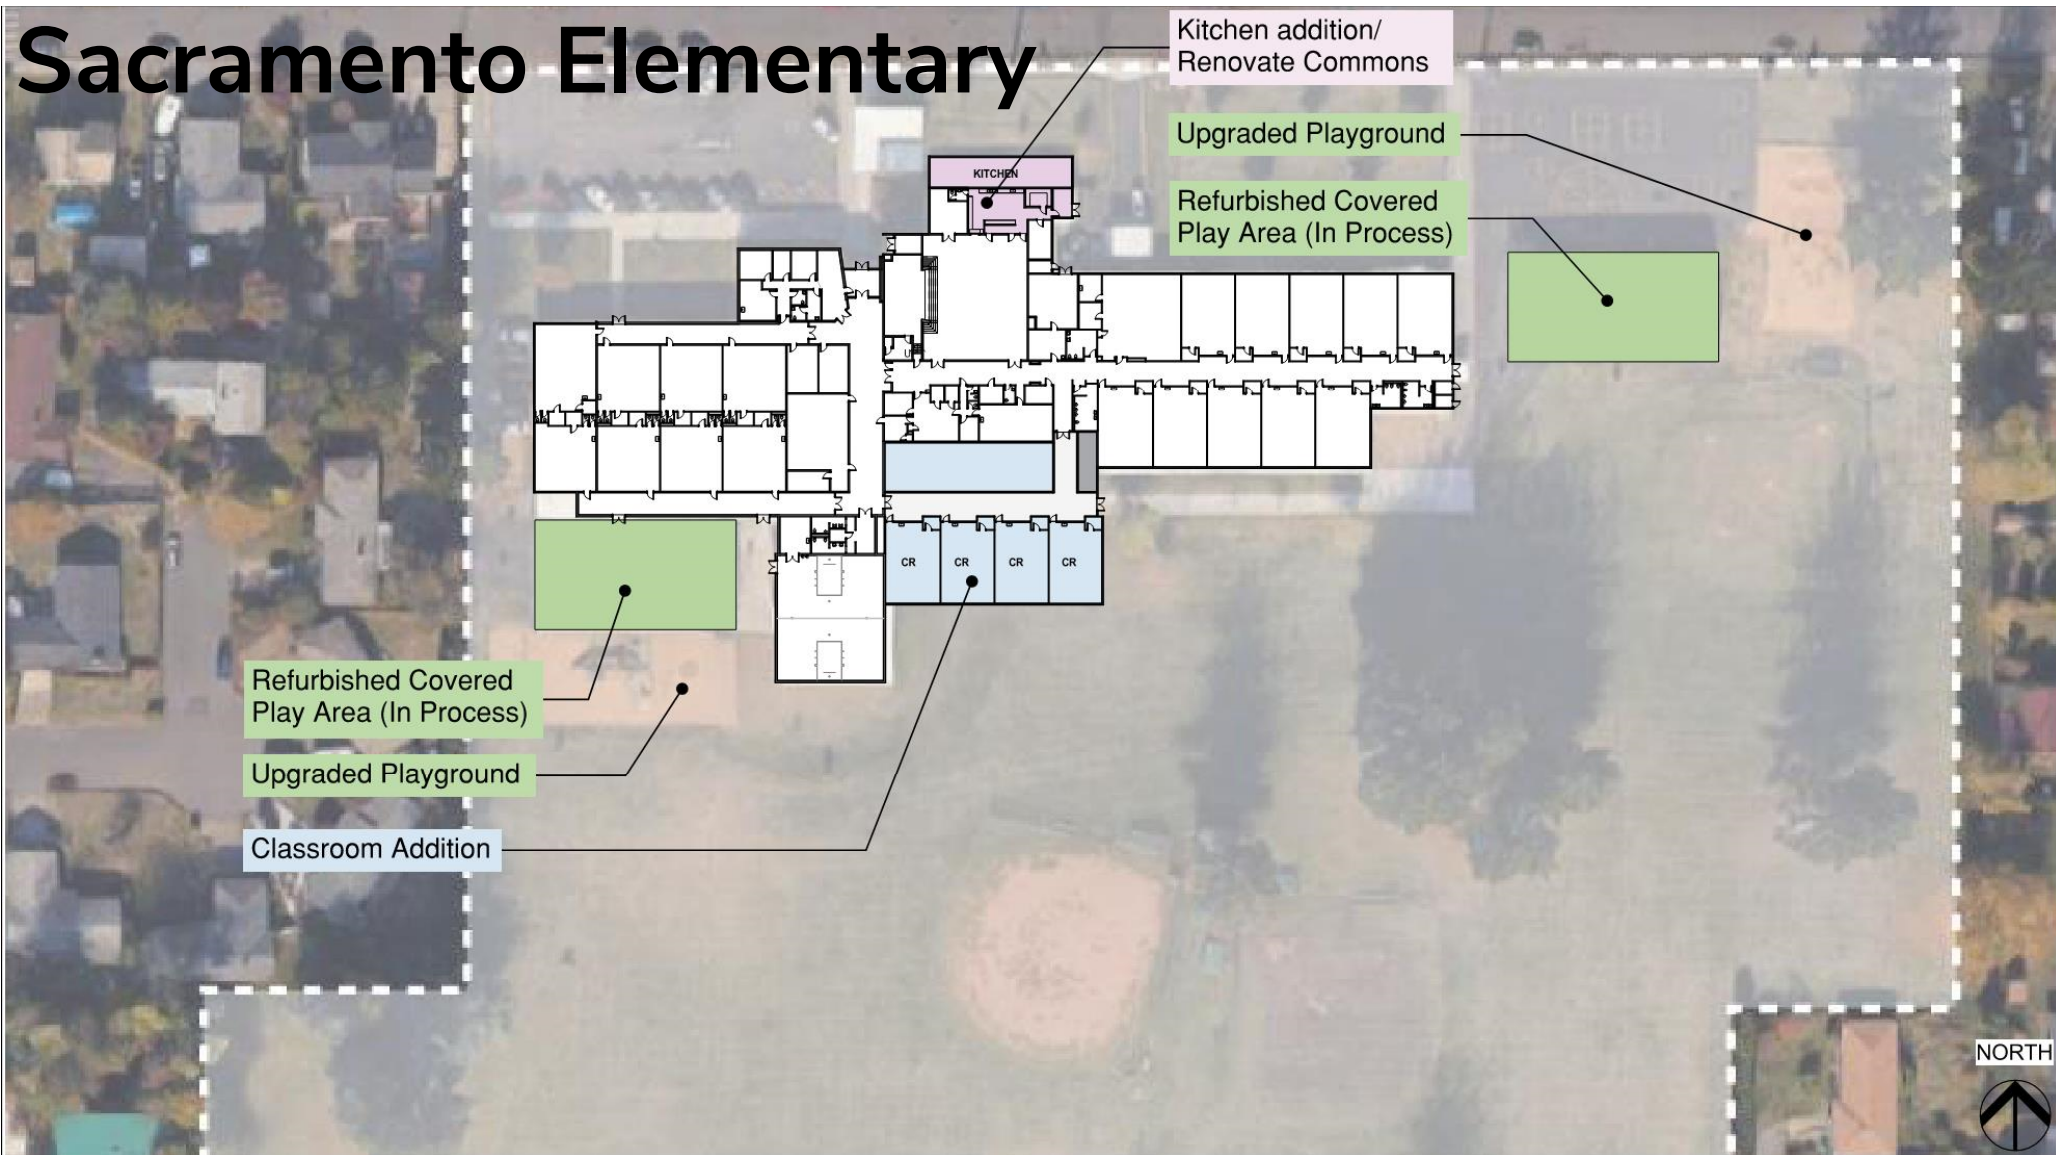 Sacramento Elementary
Kitchen addition/
Renovate Commons
Upgraded Playground
Refurbished Covered
Play Area (In Process)
KITCHEN
CR
CR
CR
CR
Refurbished Covered
Play Area (In Process)
Upgraded Playground
Classroom Addition
NORTH